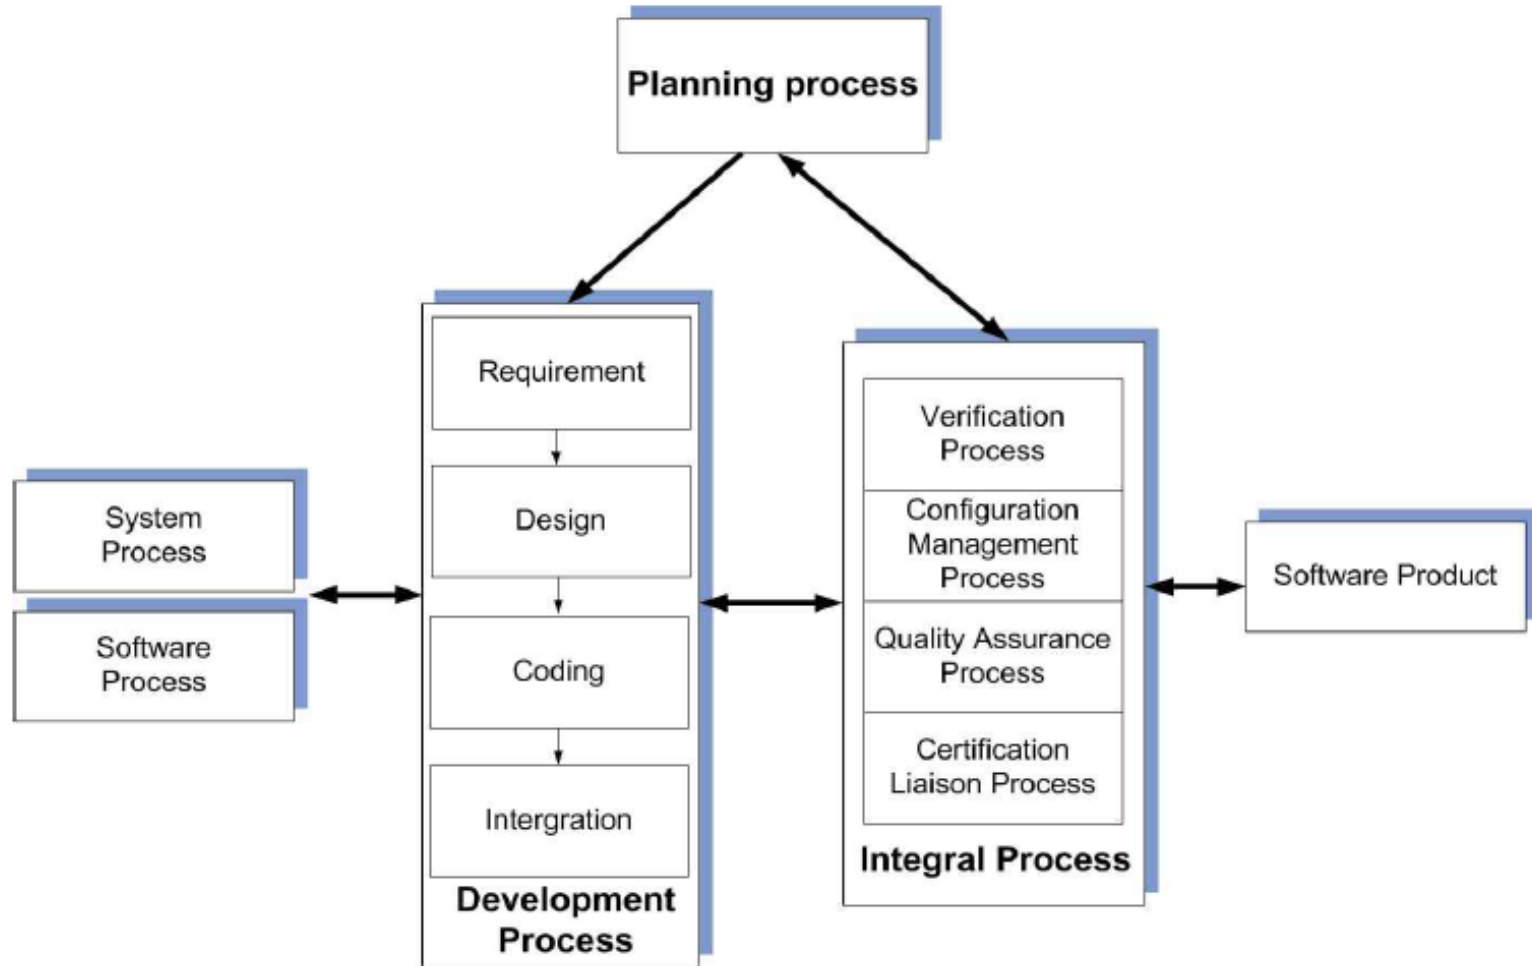 Planning process
Requirement
Design
Coding
Intergration
Development
Process
System
Process
Software
Process
Verification
Process
Configuration
Management
Process
Quality Assurance
Process
Certification
Liaison Process
Integral Process
Software Product